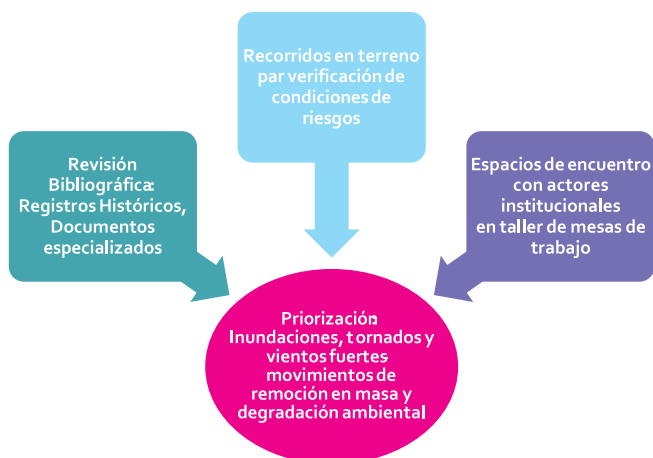 Recorridos en terreno
par verificación de
condiciones de
riesgos
Revisión
Bibliográfica:
Registros Históricos,
Documentos
especializados
Espacios de encuentro
con actores
institucionales
en taller de mesas de
trabajo
Priorización:
Inundaciones, tornados y
vientos fuertes,
movimientos de
remoción en masa y
degradación ambiental